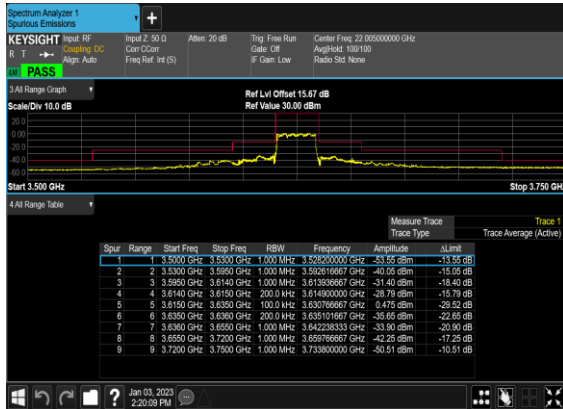 Spectrum Analyzer 1
Spurious Emissions
+
KEYSIGHT Input: RF Input Z: 50 Ω Atten: 20 dB Trig: Free Run Center Freq: 22.005000000 GHz
R T Coupling: DC Corr CCorr Gate: Off Avg|Hold: 100/100
Align: Auto Freq Ref: Int (S) IF Gain: Low Radio Std: None
PASS
3 All Range Graph
Ref Lvl Offset 15.67 dB
Scale/Div 10.0 dB Ref Value 30.00 dBm
20.0
0.00
-20.0
-40.0
-60.0
Start 3.500 GHz Stop 3.750 GHz
4 All Range Table
Measure Trace Trace 1
Trace Type Trace Average (Active)
Spur Range Start Freq Stop Freq RBW Frequency Amplitude ΔLimit
1 1 3.5000 GHz 3.5300 GHz 1.000 MHz 3.528200000 GHz -53.55 dBm -13.55 dB
2 2 3.5300 GHz 3.5950 GHz 1.000 MHz 3.592616667 GHz -40.05 dBm -15.05 dB
3 3 3.5950 GHz 3.6140 GHz 1.000 MHz 3.613936667 GHz -31.40 dBm -18.40 dB
4 4 3.6140 GHz 3.6150 GHz 200.0 kHz 3.614900000 GHz -28.79 dBm -15.79 dB
5 5 3.6150 GHz 3.6350 GHz 100.0 kHz 3.630766667 GHz 0.475 dBm -29.52 dB
6 6 3.6350 GHz 3.6360 GHz 200.0 kHz 3.635101667 GHz -35.65 dBm -22.65 dB
7 7 3.6360 GHz 3.6550 GHz 1.000 MHz 3.642238333 GHz -33.90 dBm -20.90 dB
8 8 3.6550 GHz 3.7200 GHz 1.000 MHz 3.659766667 GHz -42.25 dBm -17.25 dB
9 9 3.7200 GHz 3.7500 GHz 1.000 MHz 3.733800000 GHz -50.51 dBm -10.51 dB
? Jan 03, 2023
2:20:09 PM